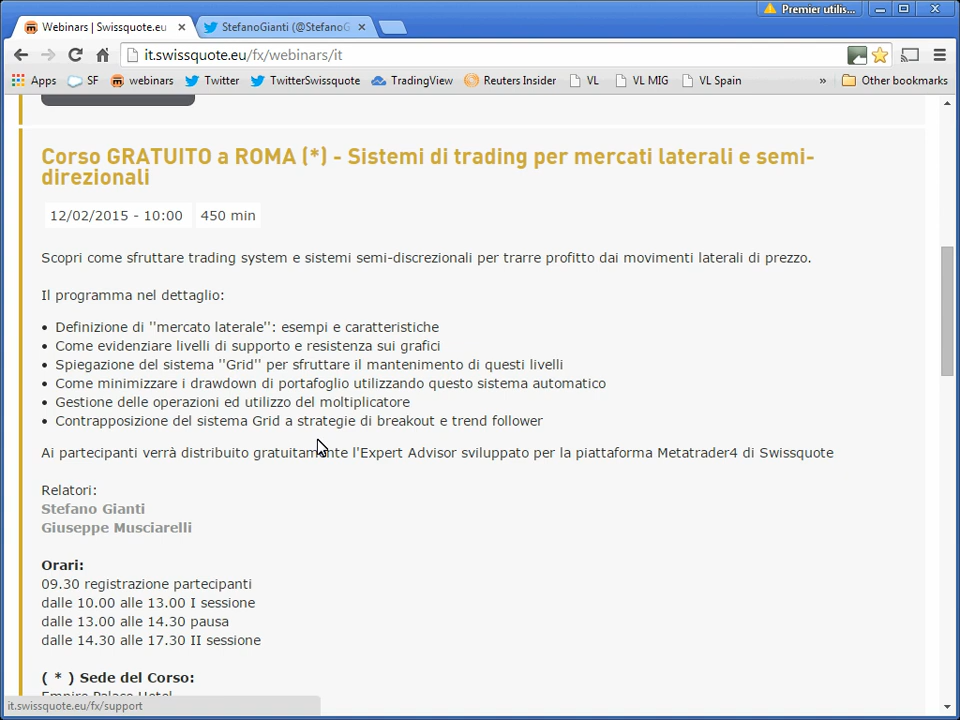 Premier utilis...
Webinars | Swissquote.eu
StefanoGianti (@StefanoG
it.swissquote.eu/fx/webinars/it
Apps SF webinars Twitter TwitterSwissquote TradingView Reuters Insider VL VL MIG VL Spain » Other bookmarks
Corso GRATUITO a ROMA (*) - Sistemi di trading per mercati laterali e semi-
direzionali
12/02/2015 - 10:00 450 min
Scopri come sfruttare trading system e sistemi semi-discrezionali per trarre profitto dai movimenti laterali di prezzo.
Il programma nel dettaglio:
• Definizione di "mercato laterale": esempi e caratteristiche
• Come evidenziare livelli di supporto e resistenza sui grafici
• Spiegazione del sistema "Grid" per sfruttare il mantenimento di questi livelli
• Come minimizzare i drawdown di portafoglio utilizzando questo sistema automatico
• Gestione delle operazioni ed utilizzo del moltiplicatore
• Contrapposizione del sistema Grid a strategie di breakout e trend follower
Ai partecipanti verrà distribuito gratuitamente l'Expert Advisor sviluppato per la piattaforma Metatrader4 di Swissquote
Relatori:
Stefano Gianti
Giuseppe Musciarelli
Orari:
09.30 registrazione partecipanti
dalle 10.00 alle 13.00 I sessione
dalle 13.00 alle 14.30 pausa
dalle 14.30 alle 17.30 II sessione
( * ) Sede del Corso:
Empire Palace Hotel
it.swissquote.eu/fx/support